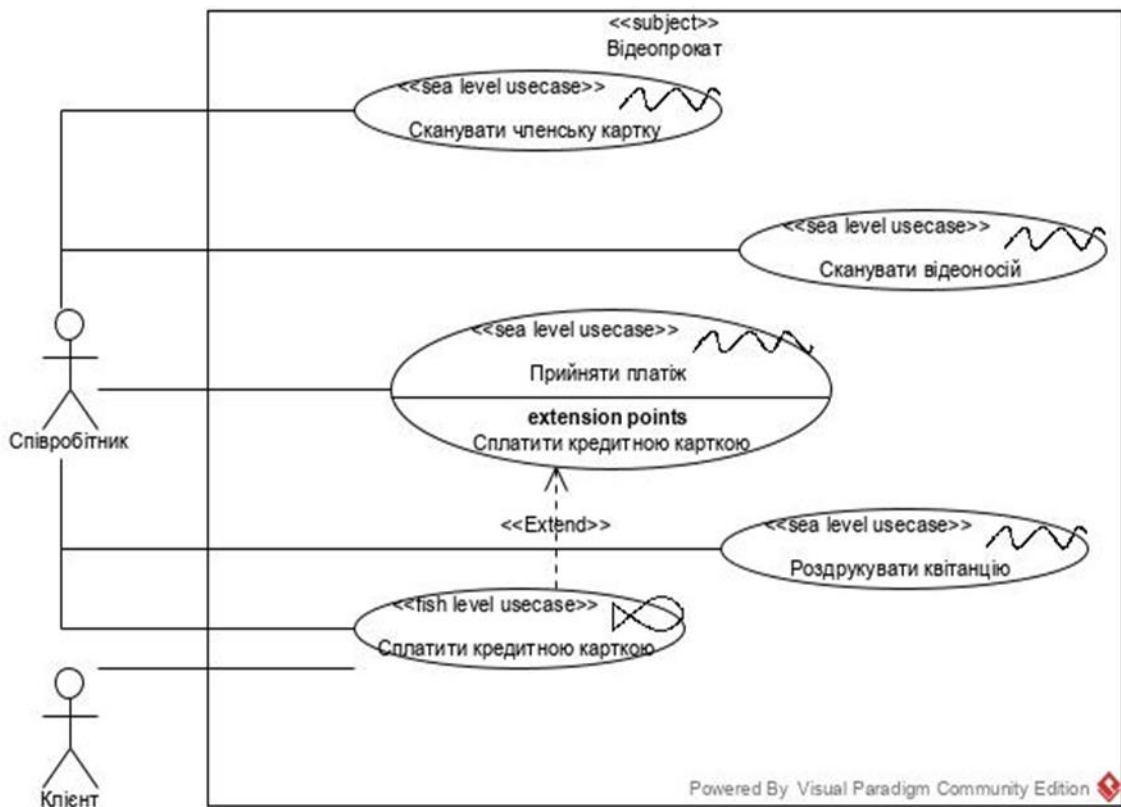 <<subject>>
Відеопрокат
<<sea level usecase>>
Сканувати членську картку
<<sea level usecase>>
Сканувати відеоносій
<<sea level usecase>>
Прийняти платіж
extension points
Сплатити кредитною карткою
Співробітник
<<Extend>>
<<sea level usecase>>
Роздрукувати квітанцію
<<fish level usecase>>
Сплатити кредитною карткою
Клієнт
Powered By Visual Paradigm Community Edition